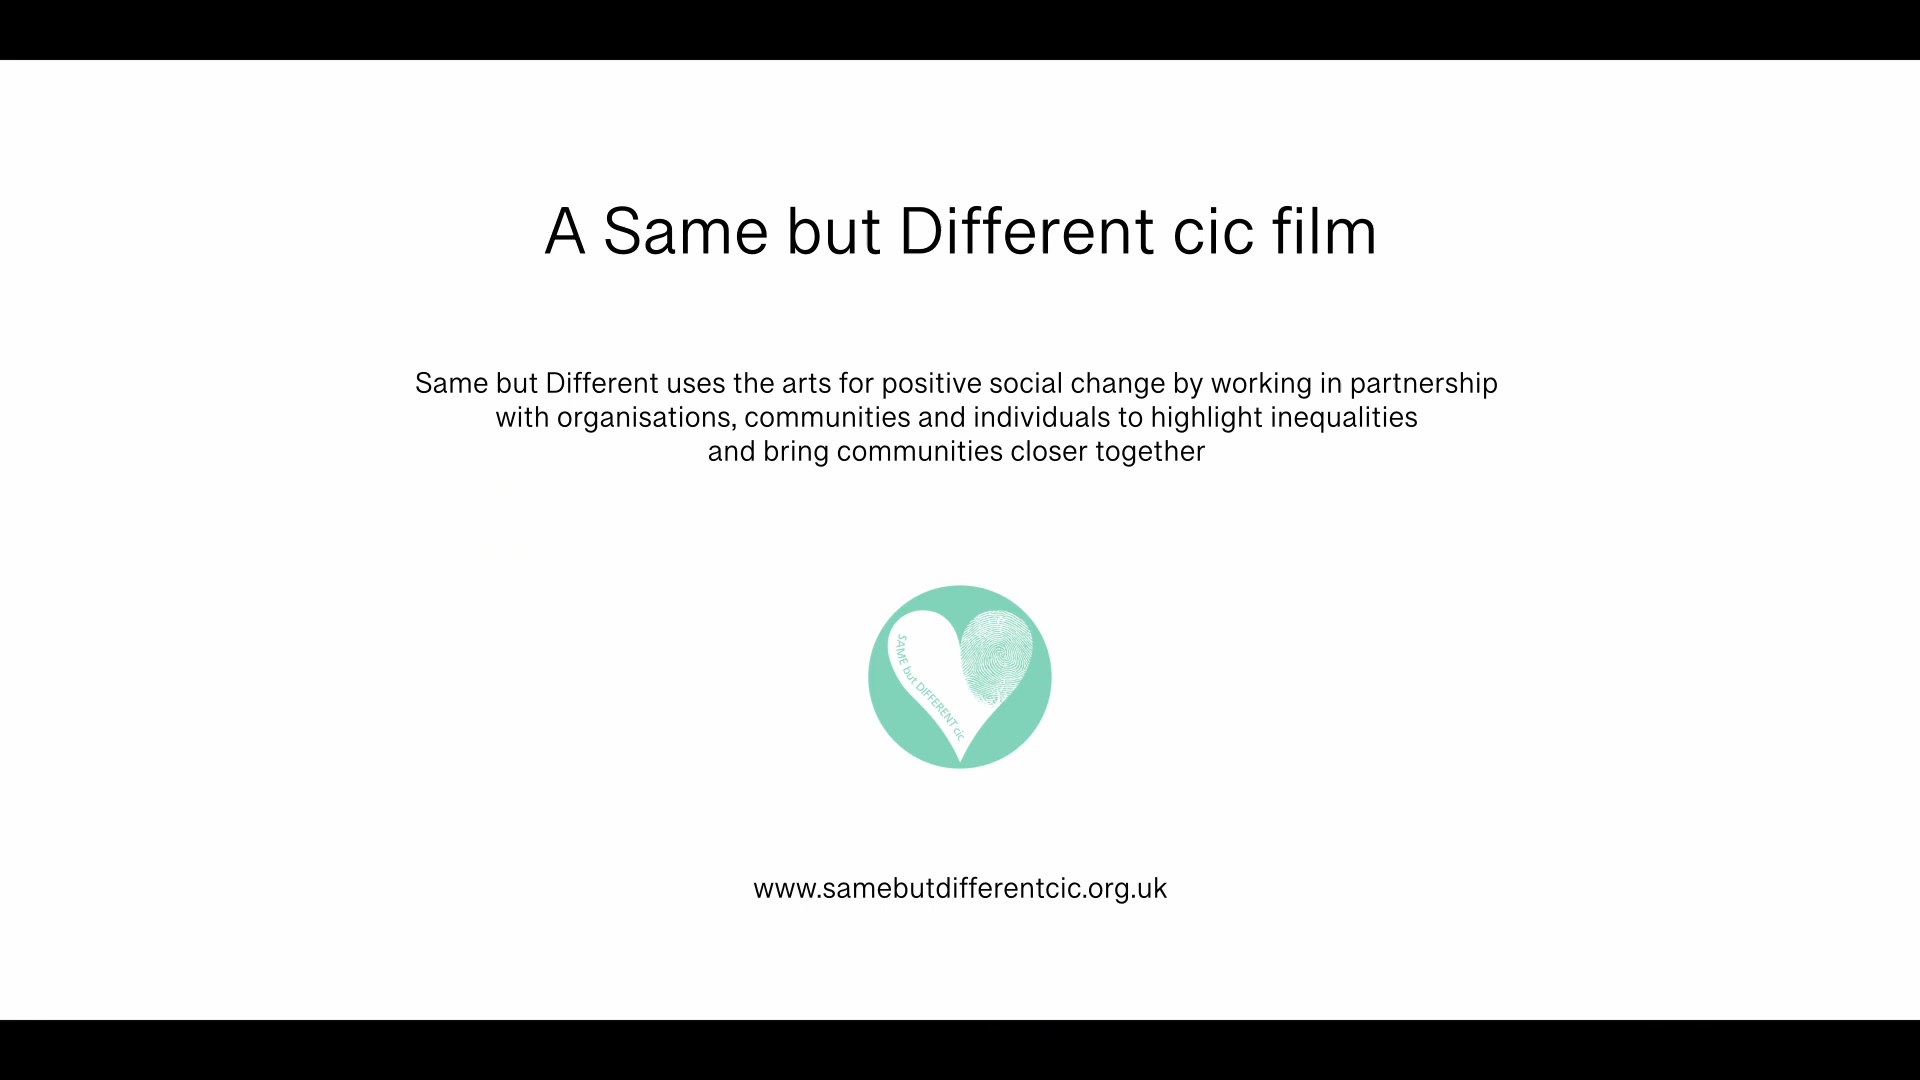 A Same but Different cic film
Same but Different uses the arts for positive social change by working in partnership
with organisations, communities and individuals to highlight inequalities
and bring communities closer together
SAME but DIFFERENT cic
www.samebutdifferentcic.org.uk